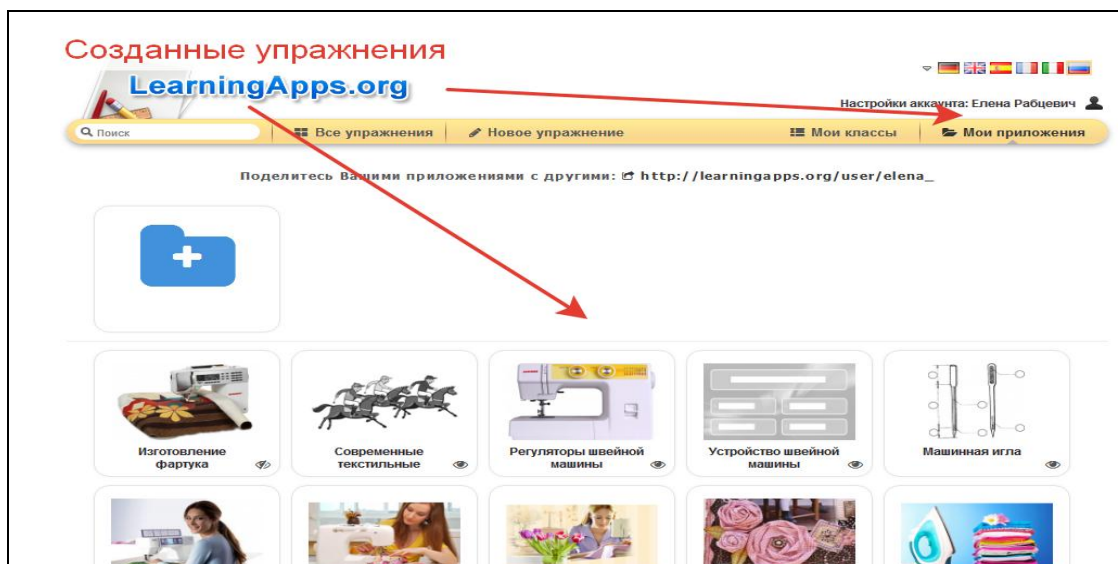 Созданные упражнения
LearningApps.org
Настройки аккаунта: Елена Рабцевич
Поиск
Все упражнения
Новое упражнение
Мои классы
Мои приложения
Поделитесь Вашими приложениями с другими: http://learningapps.org/user/elena_
Изготовление
фартука
Современные
текстильные
Регуляторы швейной
машины
Устройство швейной
машины
Машинная игла